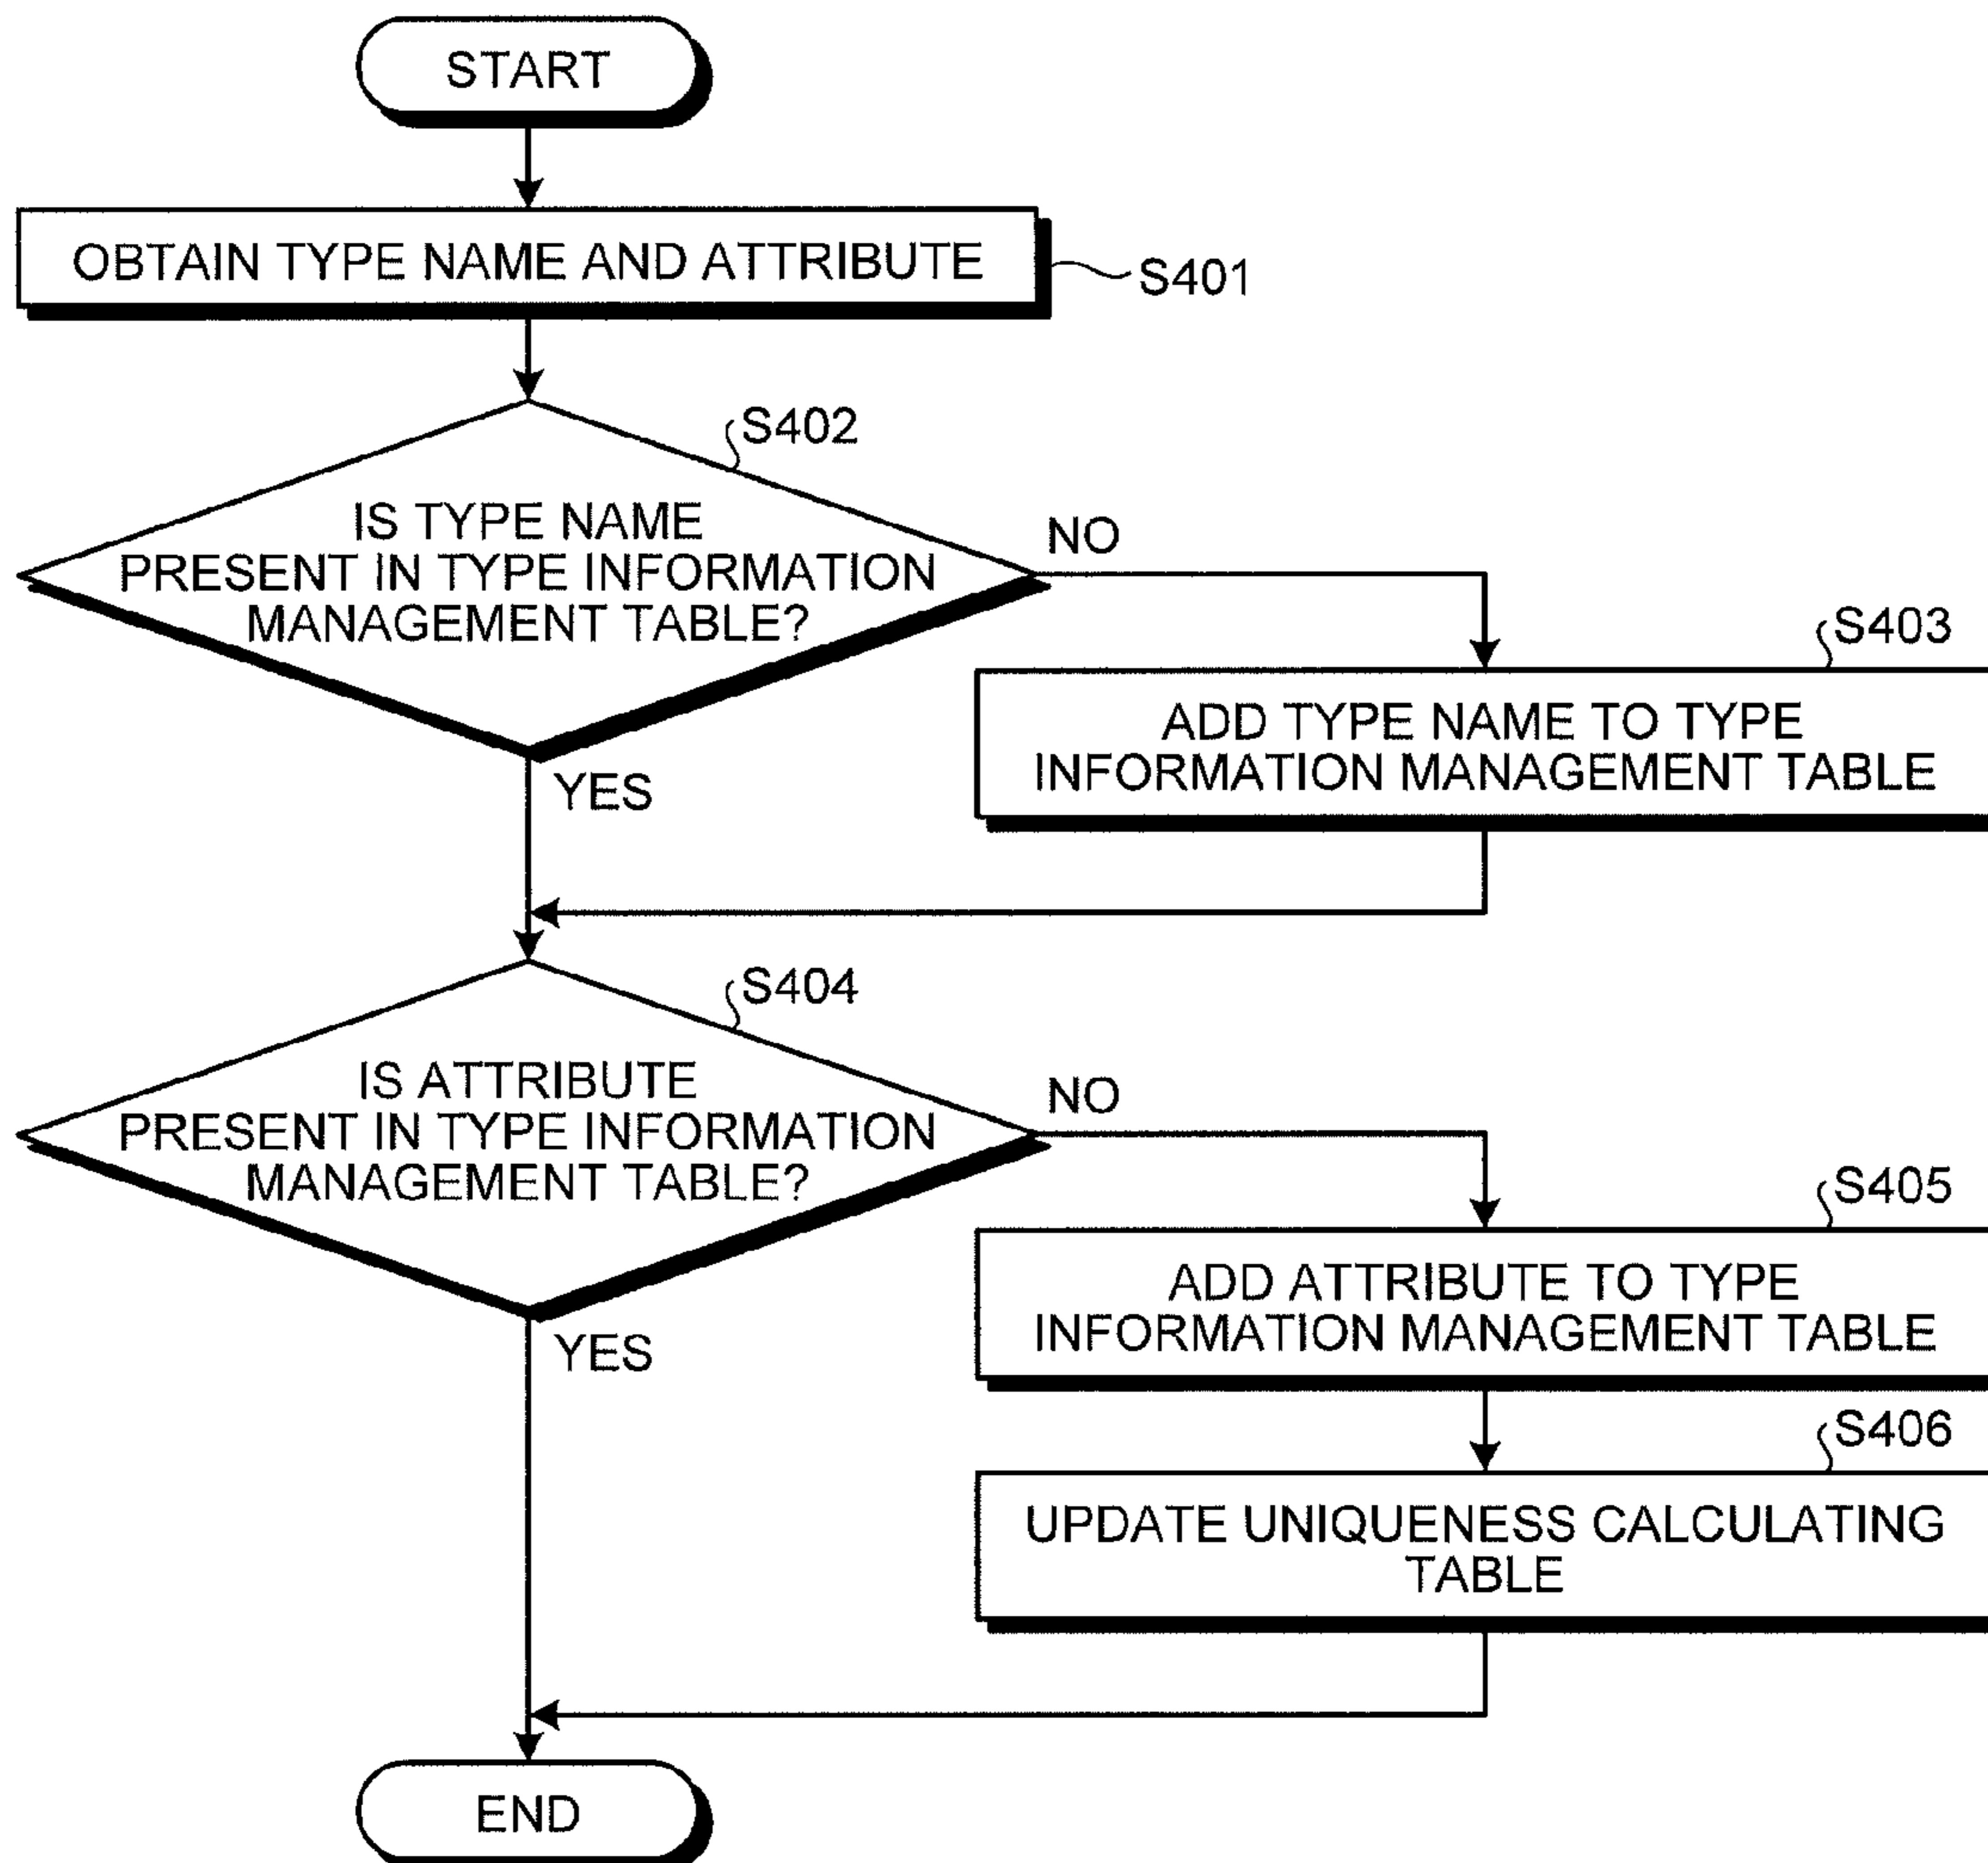 START
OBTAIN TYPE NAME AND ATTRIBUTE
S401
S402
IS TYPE NAME
PRESENT IN TYPE INFORMATION
MANAGEMENT TABLE?
NO
YES
S403
ADD TYPE NAME TO TYPE
INFORMATION MANAGEMENT TABLE
S404
IS ATTRIBUTE
PRESENT IN TYPE INFORMATION
MANAGEMENT TABLE?
NO
YES
S405
ADD ATTRIBUTE TO TYPE
INFORMATION MANAGEMENT TABLE
S406
UPDATE UNIQUENESS CALCULATING
TABLE
END